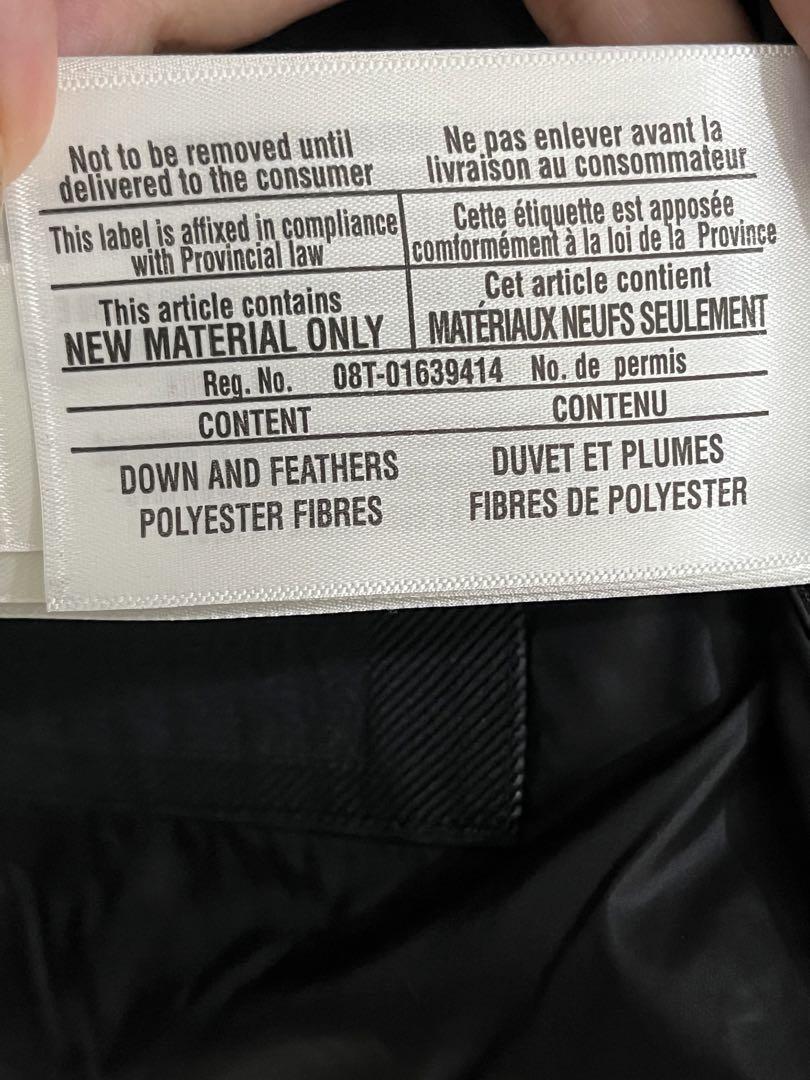 Not to be removed until
delivered to the consumer
Ne pas enlever avant la
livraison au consommateur
This label is affixed in compliance
with Provincial law
Cette étiquette est apposée
comformément à la loi de la Province
This article contains
NEW MATERIAL ONLY
Cet article contient
MATÉRIAUX NEUFS SEULEMENT
Reg. No. 08T-01639414 No. de permis
CONTENT
CONTENU
DOWN AND FEATHERS
POLYESTER FIBRES
DUVET ET PLUMES
FIBRES DE POLYESTER